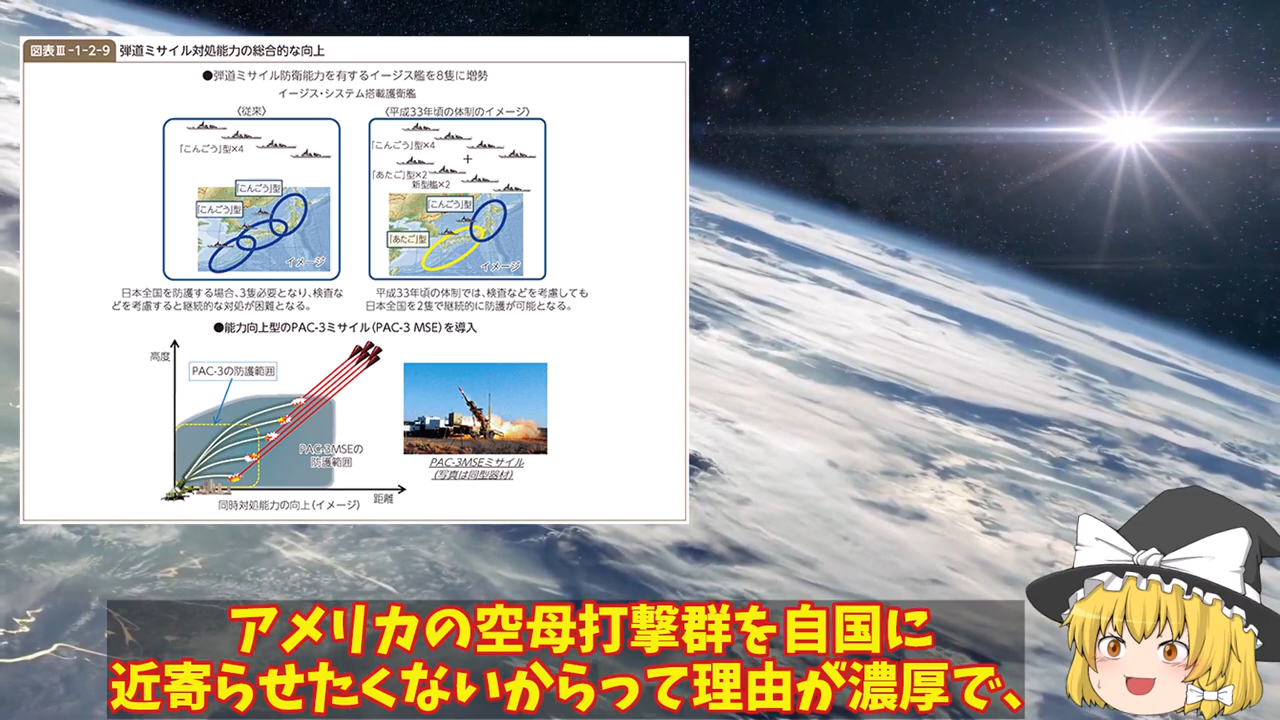 図表Ⅲ-1-2-9 弾道ミサイル対処能力の総合的な向上
●弾道ミサイル防衛能力を有するイージス艦を8隻に増勢
イージス・システム搭載護衛艦
〈従来〉
「こんごう」型×4
「こんごう」型
「こんごう」型
イメージ
日本全国を防護する場合、3隻必要となり、検査な
どを考慮すると継続的な対処が困難となる。
〈平成33年頃の体制のイメージ〉
「こんごう」型×4
+
「あたご」型×2
新型艦×2
「こんごう」型
「あたご」型
イメージ
平成33年頃の体制では、検査などを考慮しても
日本全国を2隻で継続的に防護が可能となる。
●能力向上型のPAC-3ミサイル(PAC-3 MSE)を導入
高度
PAC-3の防護範囲
PAC-3MSEの
防護範囲
距離
同時対処能力の向上(イメージ)
PAC-3MSEミサイル
(写真は同型器材)
アメリカの空母打撃群を自国に
近寄らせたくないからって理由が濃厚で、